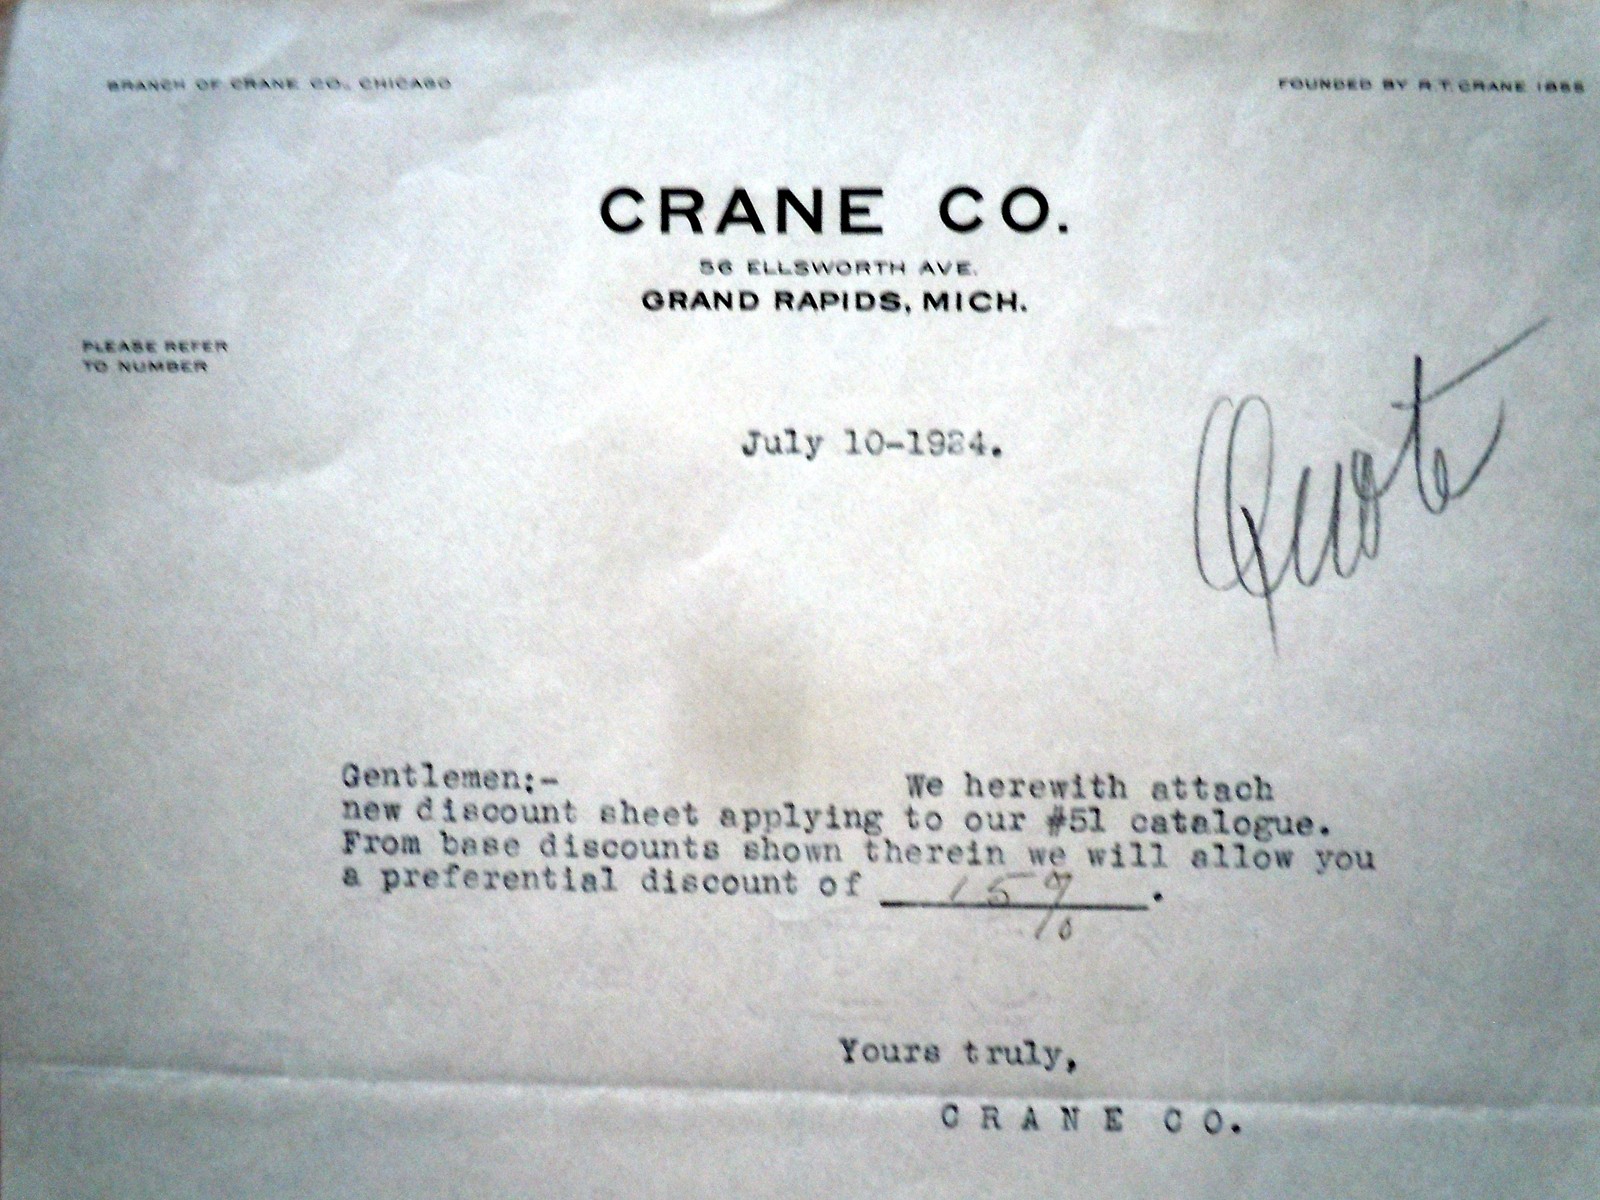 BRANCH OF CRANE CO., CHICAGO
FOUNDED BY R.T. CRANE 1855
CRANE CO.
56 ELLSWORTH AVE.
GRAND RAPIDS, MICH.
PLEASE REFER
TO NUMBER
July 10-1924.
Quote
Gentlemen;- We herewith attach
new discount sheet applying to our #51 catalogue.
From base discounts shown therein we will allow you
a preferential discount of 15%.
Yours truly,
CRANE CO.